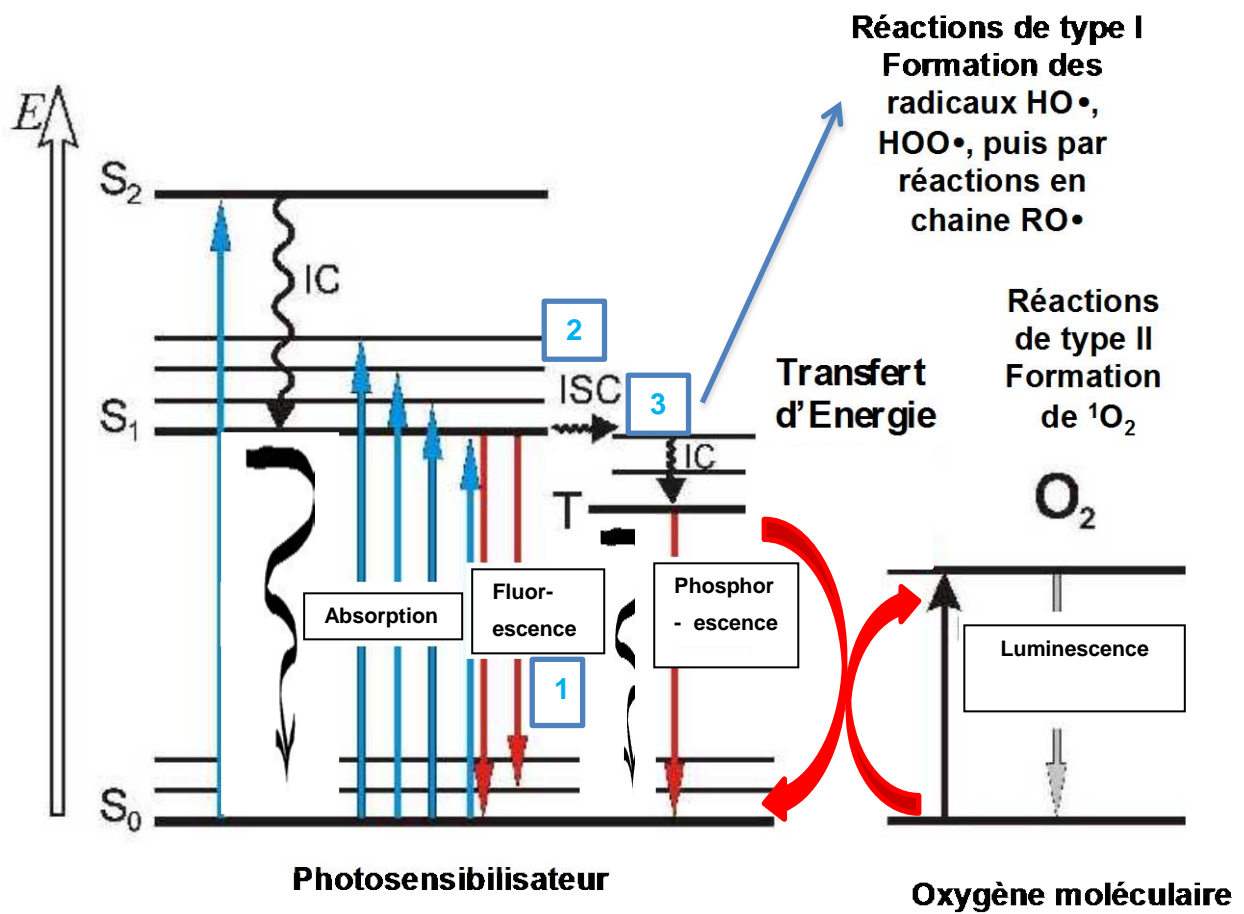 Réactions de type I
Formation des
radicaux HO•,
HOO•, puis par
réactions en
chaine RO•
E
S₂
IC
2
Réactions
de type II
Formation
de ¹O₂
ISC
3
Transfert
d’Energie
S₁
IC
T
O₂
Absorption
Fluor-
escence
Phosphor
- escence
Luminescence
1
S₀
Photosensibilisateur
Oxygène moléculaire